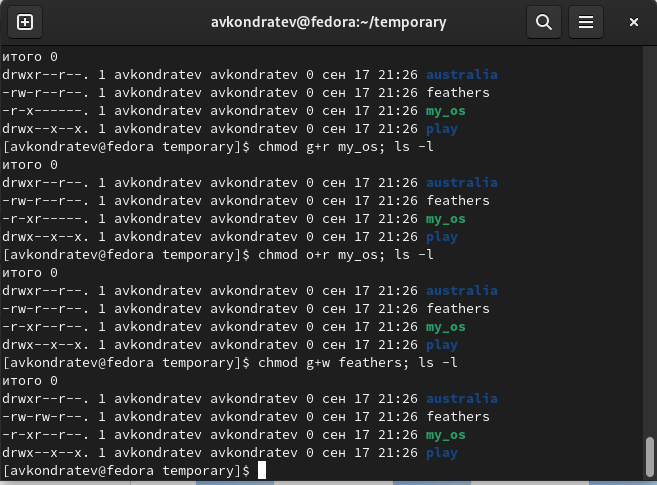 avkondratev@fedora:~/temporary
итого 0
drwxr--r--. 1 avkondratev avkondratev 0 сен 17 21:26 australia
-rw-r--r--. 1 avkondratev avkondratev 0 сен 17 21:26 feathers
-r-x------. 1 avkondratev avkondratev 0 сен 17 21:26 my_os
drwx--x--x. 1 avkondratev avkondratev 0 сен 17 21:26 play
[avkondratev@fedora temporary]$ chmod g+r my_os; ls -l
итого 0
drwxr--r--. 1 avkondratev avkondratev 0 сен 17 21:26 australia
-rw-r--r--. 1 avkondratev avkondratev 0 сен 17 21:26 feathers
-r-xr-----. 1 avkondratev avkondratev 0 сен 17 21:26 my_os
drwx--x--x. 1 avkondratev avkondratev 0 сен 17 21:26 play
[avkondratev@fedora temporary]$ chmod o+r my_os; ls -l
итого 0
drwxr--r--. 1 avkondratev avkondratev 0 сен 17 21:26 australia
-rw-r--r--. 1 avkondratev avkondratev 0 сен 17 21:26 feathers
-r-xr--r--. 1 avkondratev avkondratev 0 сен 17 21:26 my_os
drwx--x--x. 1 avkondratev avkondratev 0 сен 17 21:26 play
[avkondratev@fedora temporary]$ chmod g+w feathers; ls -l
итого 0
drwxr--r--. 1 avkondratev avkondratev 0 сен 17 21:26 australia
-rw-rw-r--. 1 avkondratev avkondratev 0 сен 17 21:26 feathers
-r-xr--r--. 1 avkondratev avkondratev 0 сен 17 21:26 my_os
drwx--x--x. 1 avkondratev avkondratev 0 сен 17 21:26 play
[avkondratev@fedora temporary]$